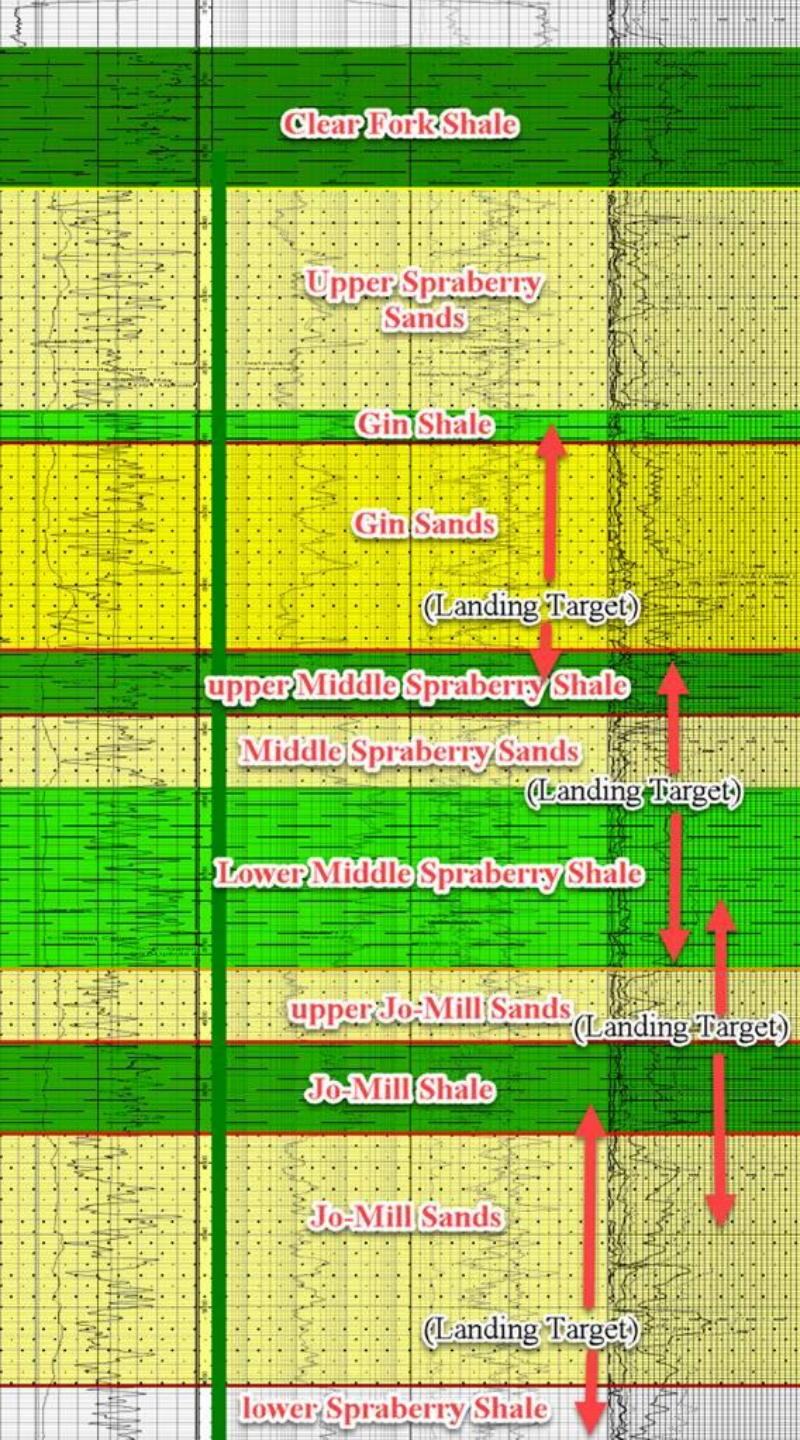 Clear Fork Shale
Upper Spraberry
Sands
Gin Shale
Gin Sands
(Landing Target)
upper Middle Spraberry Shale
Middle Spraberry Sands
(Landing Target)
Lower Middle Spraberry Shale
upper Jo-Mill Sands
(Landing Target)
Jo-Mill Shale
Jo-Mill Sands
(Landing Target)
lower Spraberry Shale